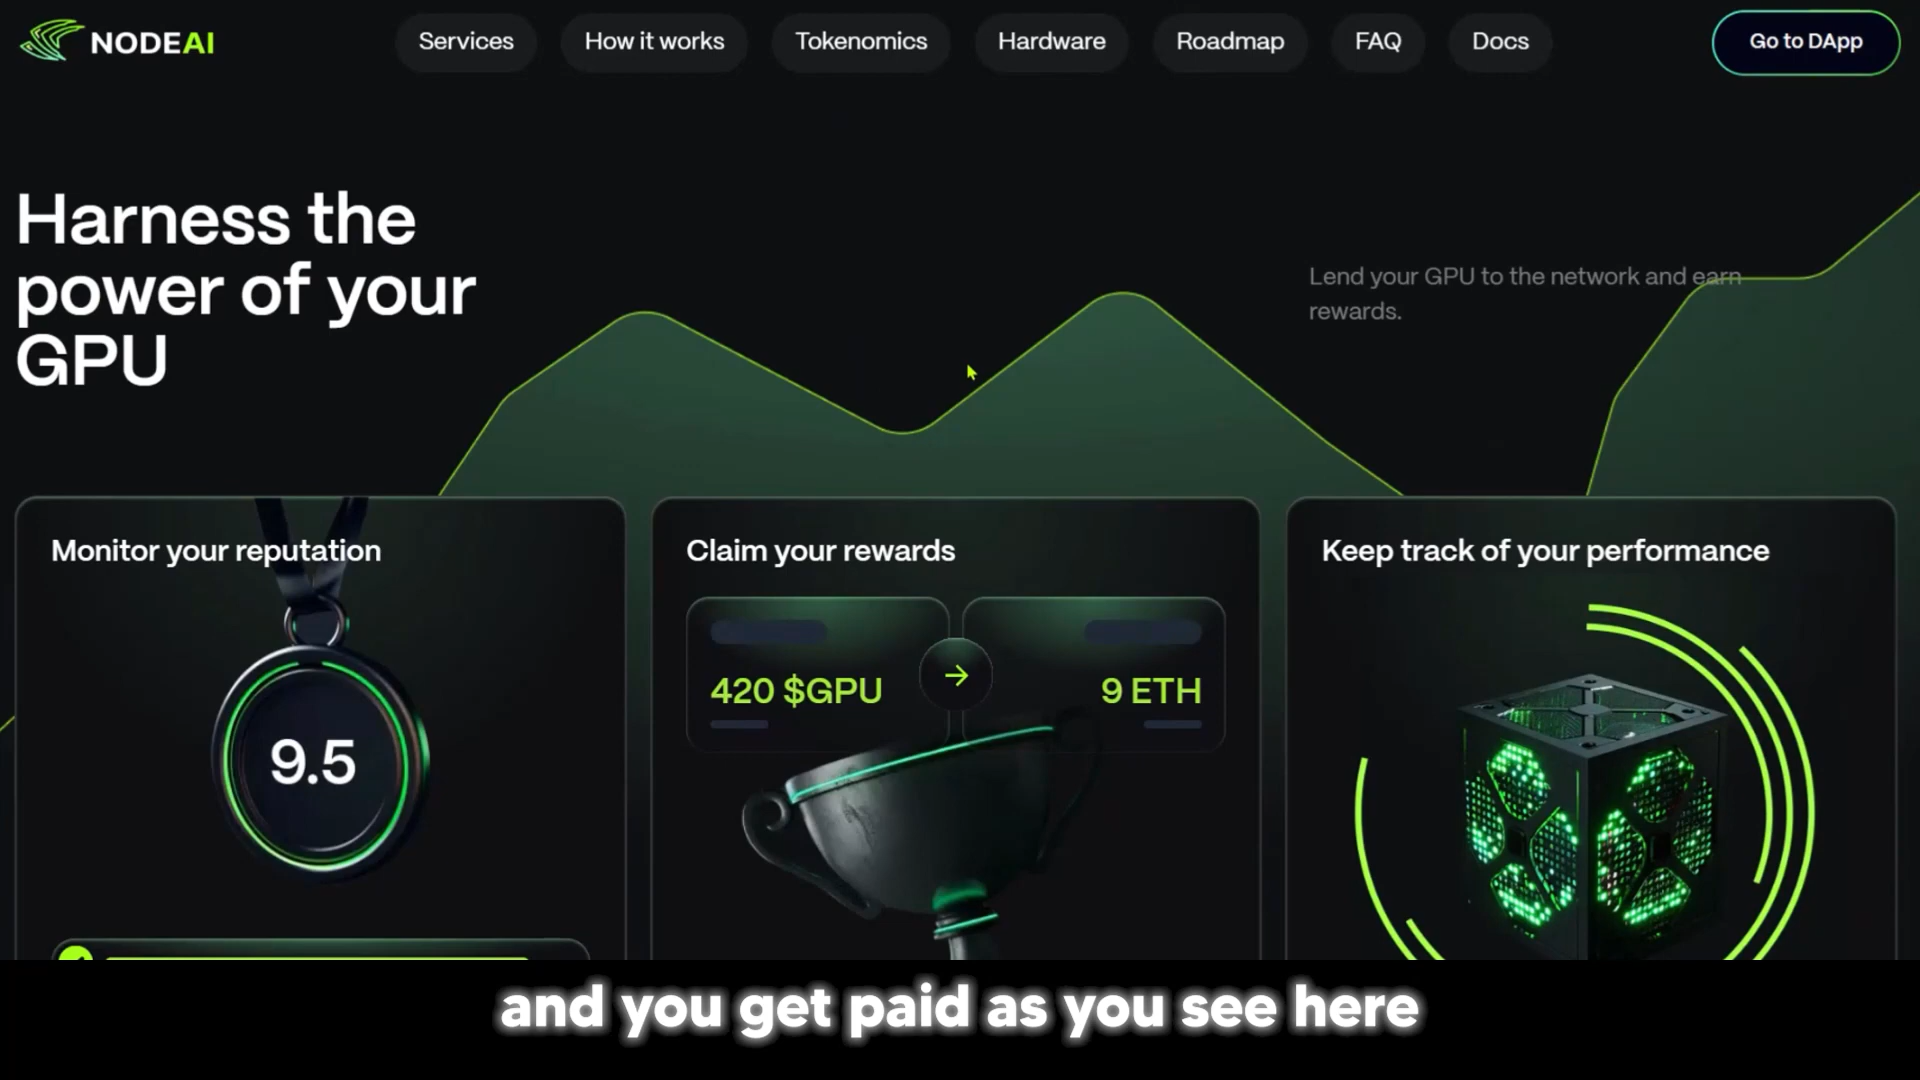 NODEAI
Services
How it works
Tokenomics
Hardware
Roadmap
FAQ
Docs
Go to DApp
Harness the
power of your
GPU
Lend your GPU to the network and earn
rewards.
Monitor your reputation
9.5
Claim your rewards
420 $GPU
9 ETH
Keep track of your performance
and you get paid as you see here